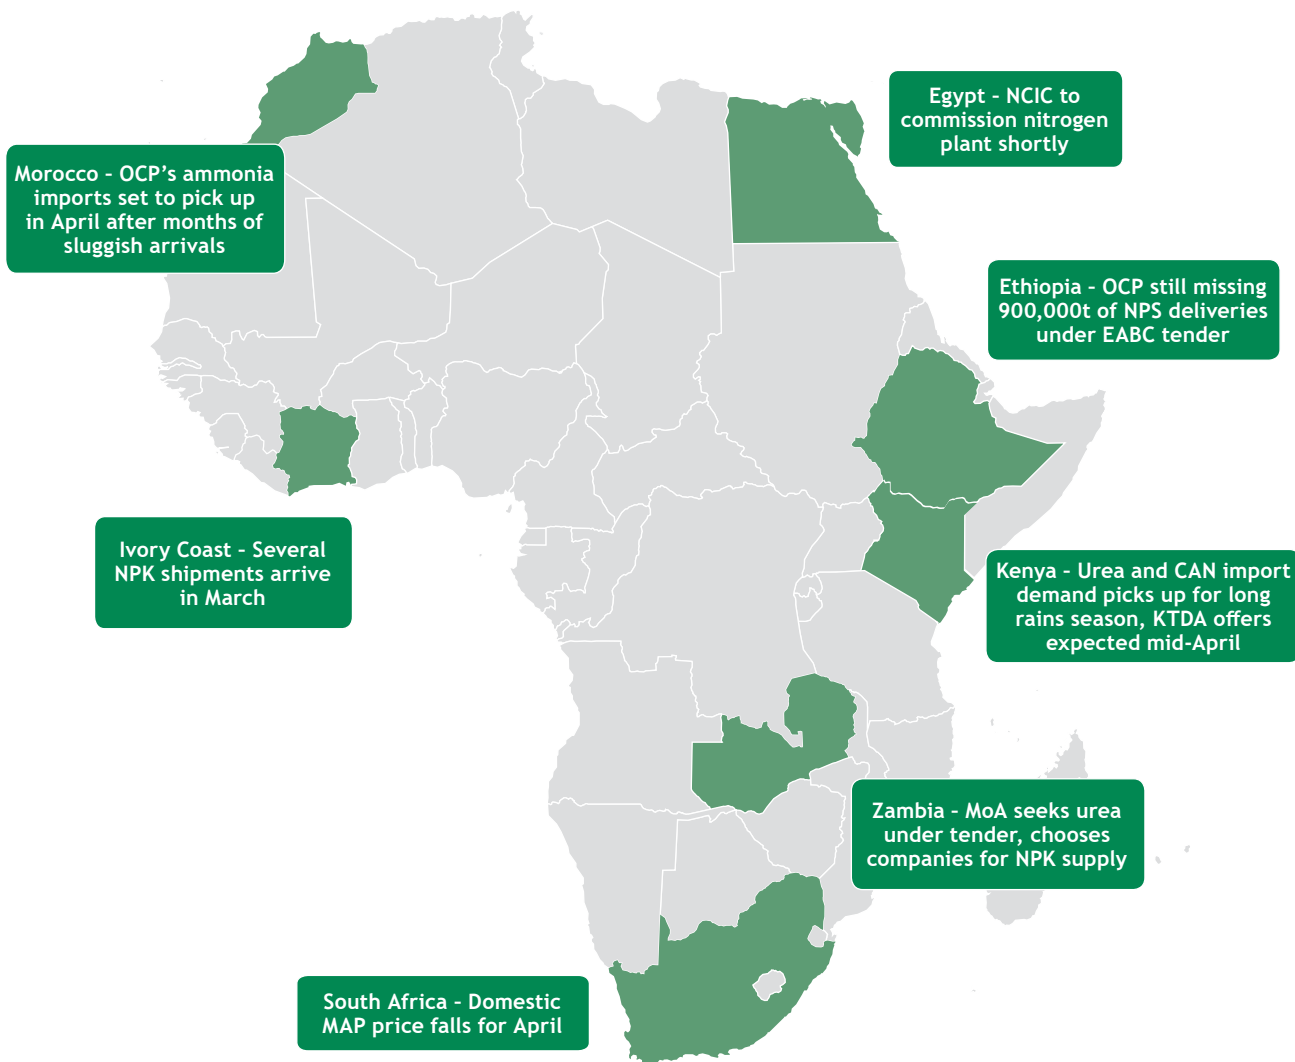 Egypt – NCIC to
commission nitrogen
plant shortly
Morocco – OCP’s ammonia
imports set to pick up
in April after months of
sluggish arrivals
Ethiopia – OCP still missing
900,000t of NPS deliveries
under EABC tender
Ivory Coast – Several
NPK shipments arrive
in March
Kenya – Urea and CAN import
demand picks up for long
rains season, KTDA offers
expected mid-April
Zambia – MoA seeks urea
under tender, chooses
companies for NPK supply
South Africa – Domestic
MAP price falls for April